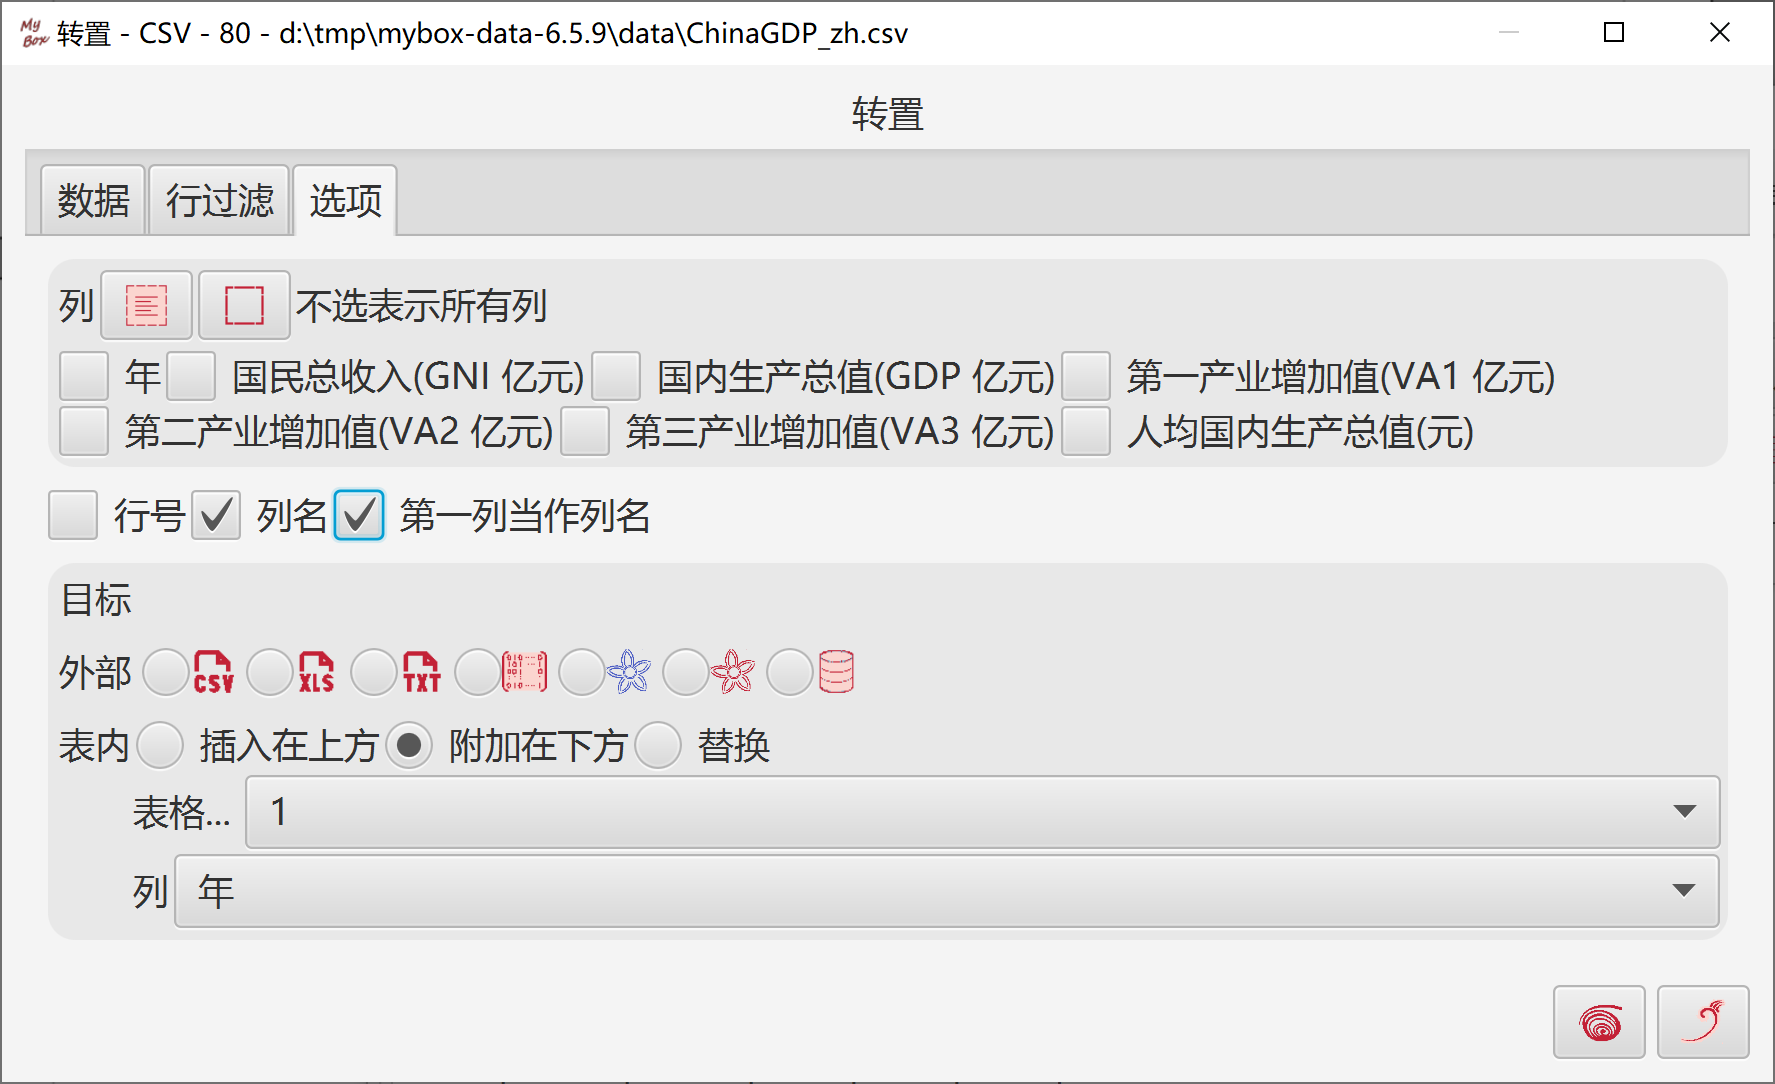 My Box 转置 - CSV - 80 - d:\tmp\mybox-data-6.5.9\data\ChinaGDP_zh.csv
转置
数据 行过滤 选项
列 不选表示所有列
年 国民总收入(GNI 亿元) 国内生产总值(GDP 亿元) 第一产业增加值(VA1 亿元)
第二产业增加值(VA2 亿元) 第三产业增加值(VA3 亿元) 人均国内生产总值(元)
行号 列名 第一列当作列名
目标
外部 CSV XLS TXT
表内 插入在上方 附加在下方 替换
表格... 1
列 年